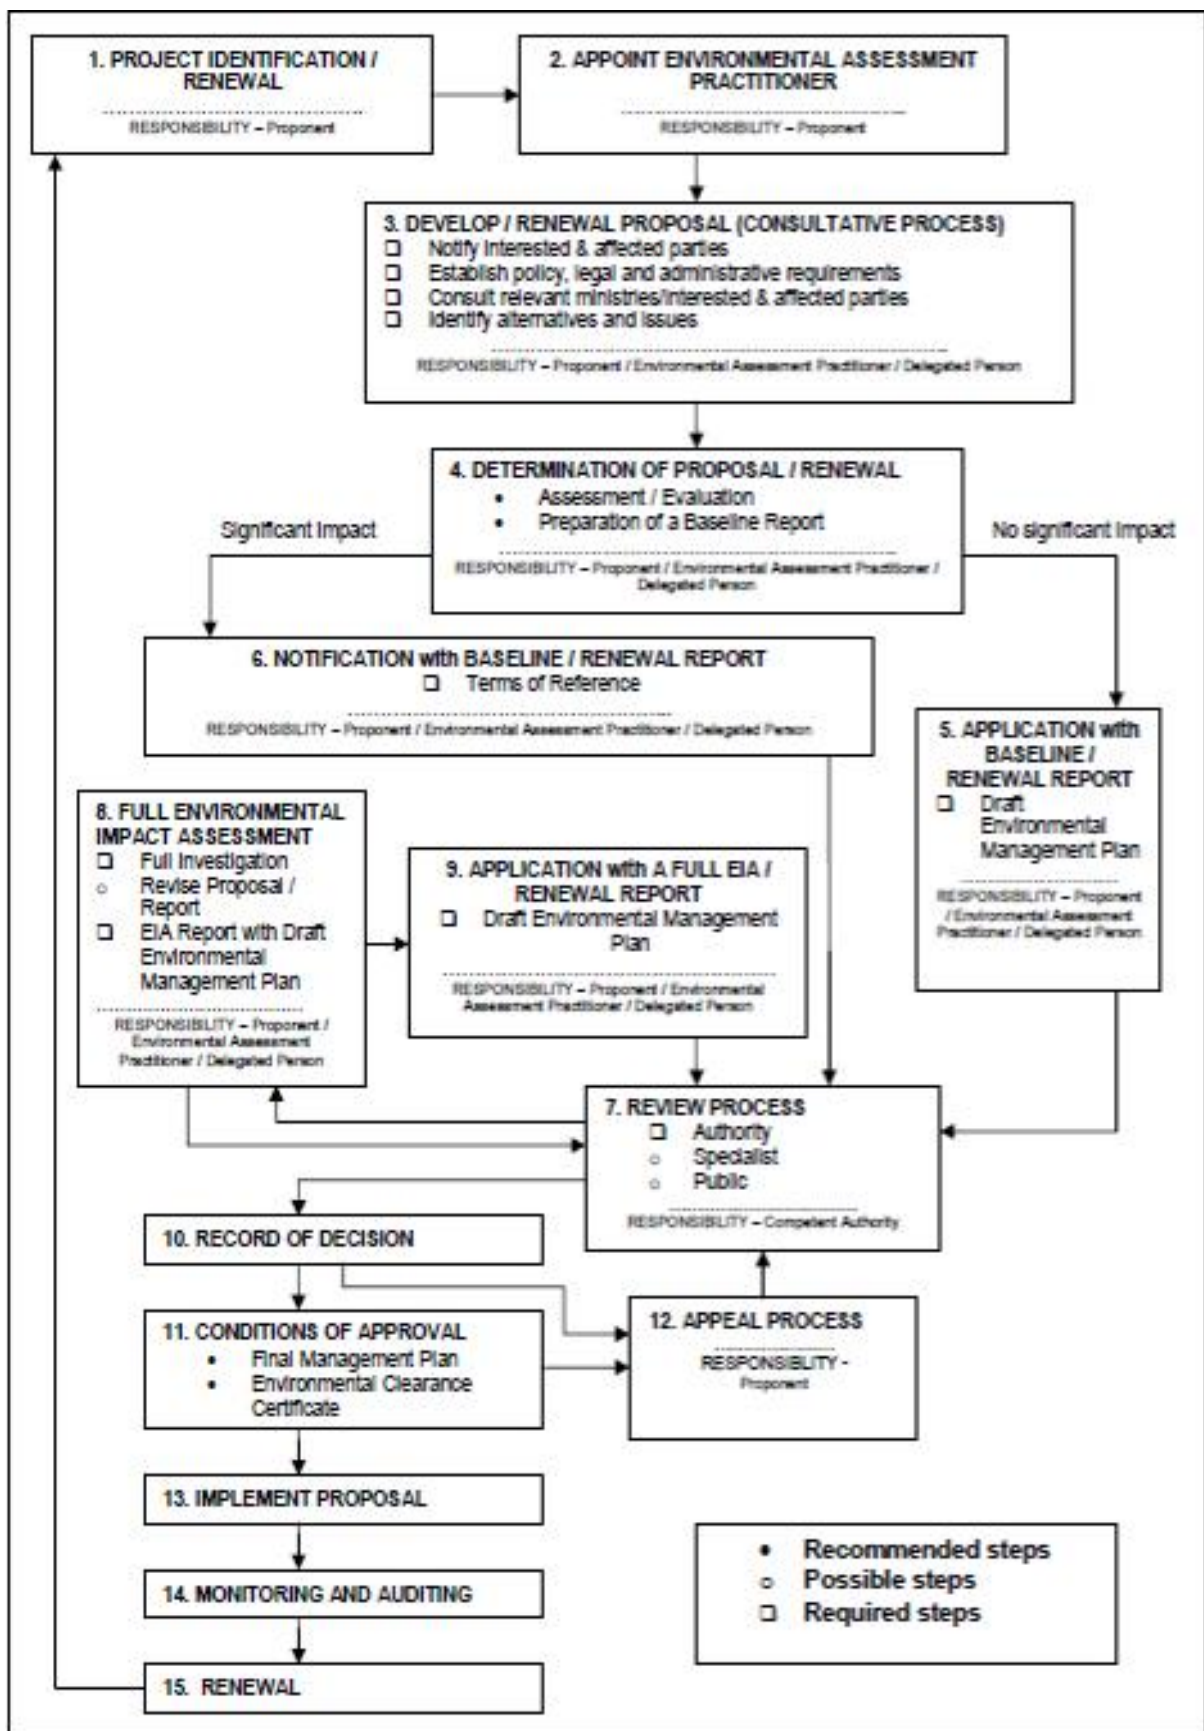 1. PROJECT IDENTIFICATION /
RENEWAL
RESPONSIBILITY – Proponent
2. APPOINT ENVIRONMENTAL ASSESSMENT
PRACTITIONER
RESPONSIBILITY – Proponent
3. DEVELOP / RENEWAL PROPOSAL (CONSULTATIVE PROCESS)
❑ Notify interested & affected parties
❑ Establish policy, legal and administrative requirements
❑ Consult relevant ministries/interested & affected parties
❑ Identify alternatives and issues
RESPONSIBILITY – Proponent / Environmental Assessment Practitioner / Delegated Person
4. DETERMINATION OF PROPOSAL / RENEWAL
• Assessment / Evaluation
• Preparation of a Baseline Report
RESPONSIBILITY – Proponent / Environmental Assessment Practitioner /
Delegated Person
Significant Impact
No significant Impact
6. NOTIFICATION with BASELINE / RENEWAL REPORT
❑ Terms of Reference
RESPONSIBILITY – Proponent / Environmental Assessment Practitioner / Delegated Person
5. APPLICATION with
BASELINE /
RENEWAL REPORT
❑ Draft
Environmental
Management Plan
RESPONSIBILITY – Proponent
/ Environmental Assessment
Practitioner / Delegated Person
8. FULL ENVIRONMENTAL
IMPACT ASSESSMENT
❑ Full Investigation
○ Revise Proposal /
Report
❑ EIA Report with Draft
Environmental
Management Plan
RESPONSIBILITY – Proponent /
Environmental Assessment
Practitioner / Delegated Person
9. APPLICATION with A FULL EIA /
RENEWAL REPORT
❑ Draft Environmental Management
Plan
RESPONSIBILITY – Proponent / Environmental
Assessment Practitioner / Delegated Person
7. REVIEW PROCESS
❑ Authority
○ Specialist
○ Public
RESPONSIBILITY – Competent Authority
10. RECORD OF DECISION
11. CONDITIONS OF APPROVAL
• Final Management Plan
• Environmental Clearance
Certificate
12. APPEAL PROCESS
RESPONSIBLITY -
Proponent
13. IMPLEMENT PROPOSAL
14. MONITORING AND AUDITING
15. RENEWAL
• Recommended steps
○ Possible steps
❑ Required steps